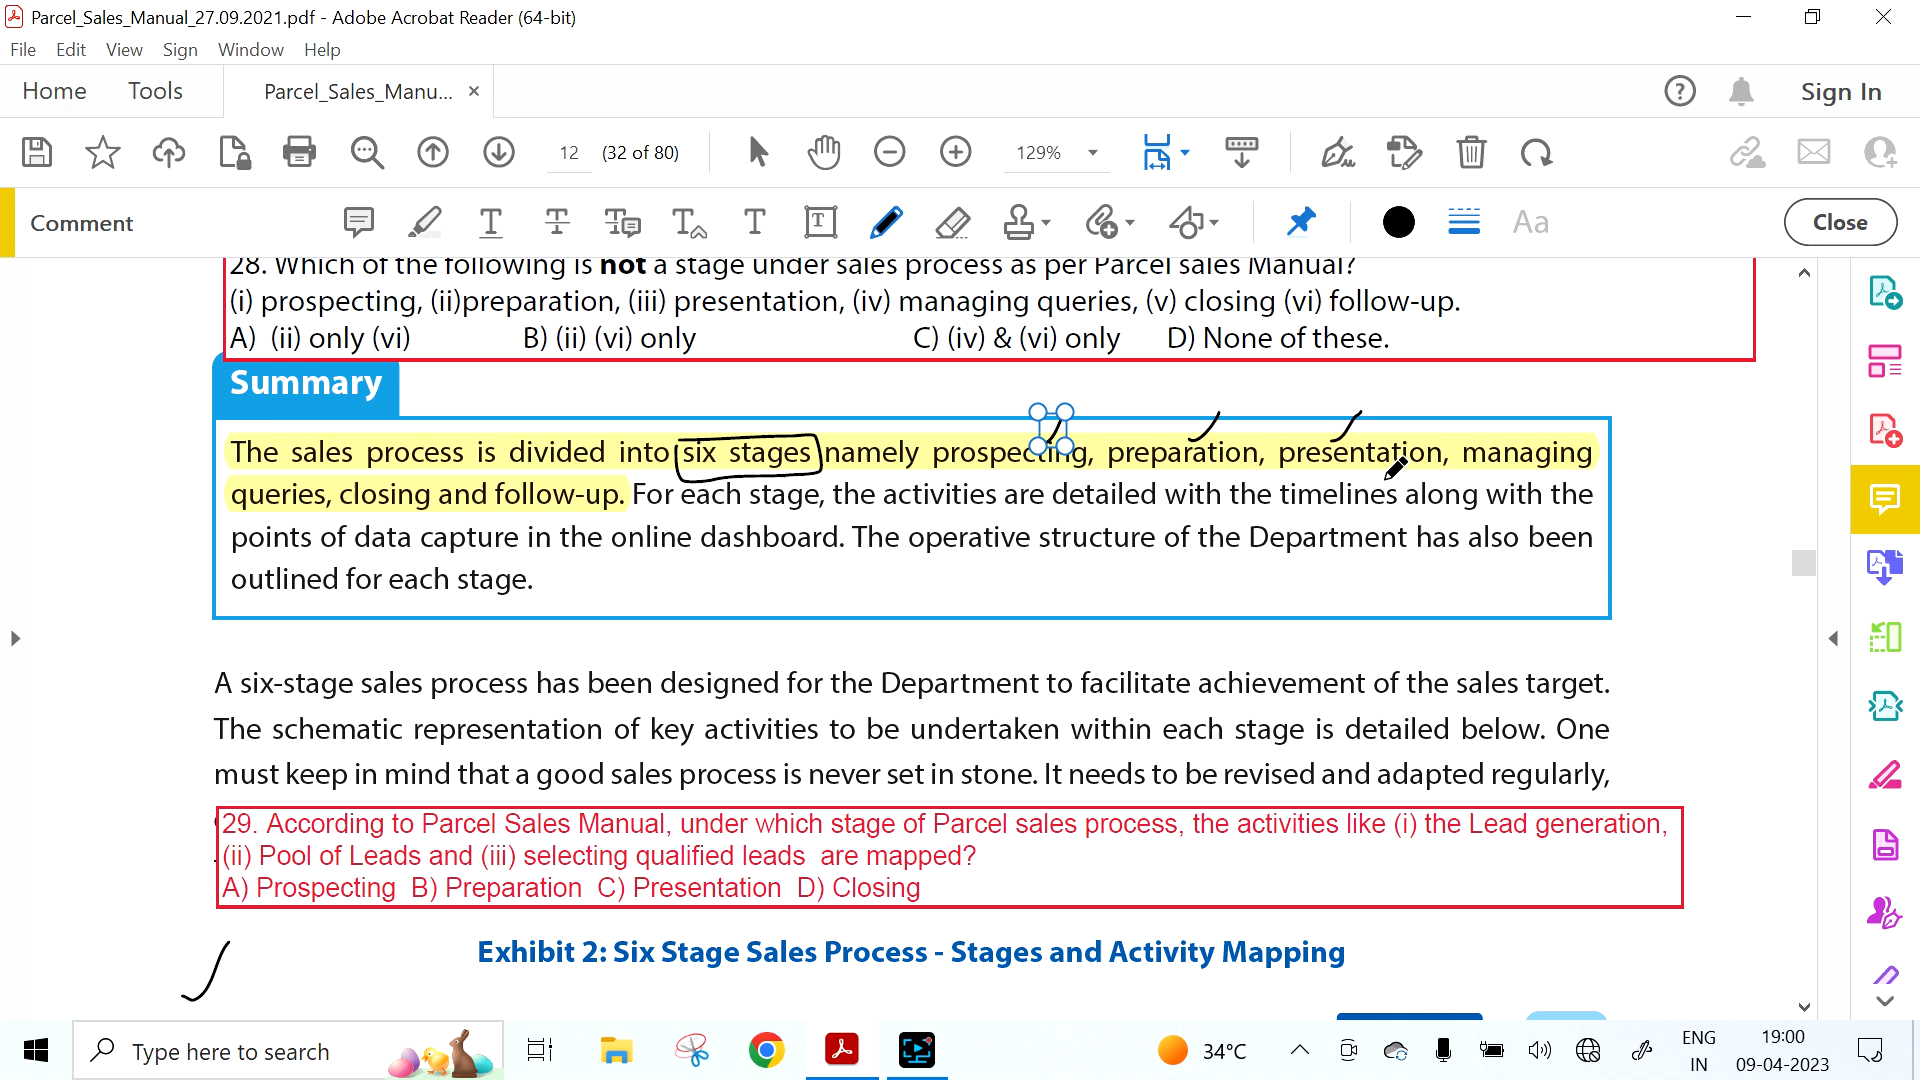 Parcel_Sales_Manual_27.09.2021.pdf - Adobe Acrobat Reader (64-bit)
File Edit View Sign Window Help
Home Tools Parcel_Sales_Manu... × Sign In
12 (32 of 80) 129%
Comment Aa Close
28. Which of the following is not a stage under sales process as per Parcel sales Manual?
(i) prospecting, (ii)preparation, (iii) presentation, (iv) managing queries, (v) closing (vi) follow-up.
A) (ii) only (vi) B) (ii) (vi) only C) (iv) & (vi) only D) None of these.
Summary
The sales process is divided into six stages namely prospecting, preparation, presentation, managing
queries, closing and follow-up. For each stage, the activities are detailed with the timelines along with the
points of data capture in the online dashboard. The operative structure of the Department has also been
outlined for each stage.
A six-stage sales process has been designed for the Department to facilitate achievement of the sales target.
The schematic representation of key activities to be undertaken within each stage is detailed below. One
must keep in mind that a good sales process is never set in stone. It needs to be revised and adapted regularly,
29. According to Parcel Sales Manual, under which stage of Parcel sales process, the activities like (i) the Lead generation,
(ii) Pool of Leads and (iii) selecting qualified leads are mapped?
A) Prospecting B) Preparation C) Presentation D) Closing
Exhibit 2: Six Stage Sales Process - Stages and Activity Mapping
Type here to search 34°C ENG IN 19:00 09-04-2023